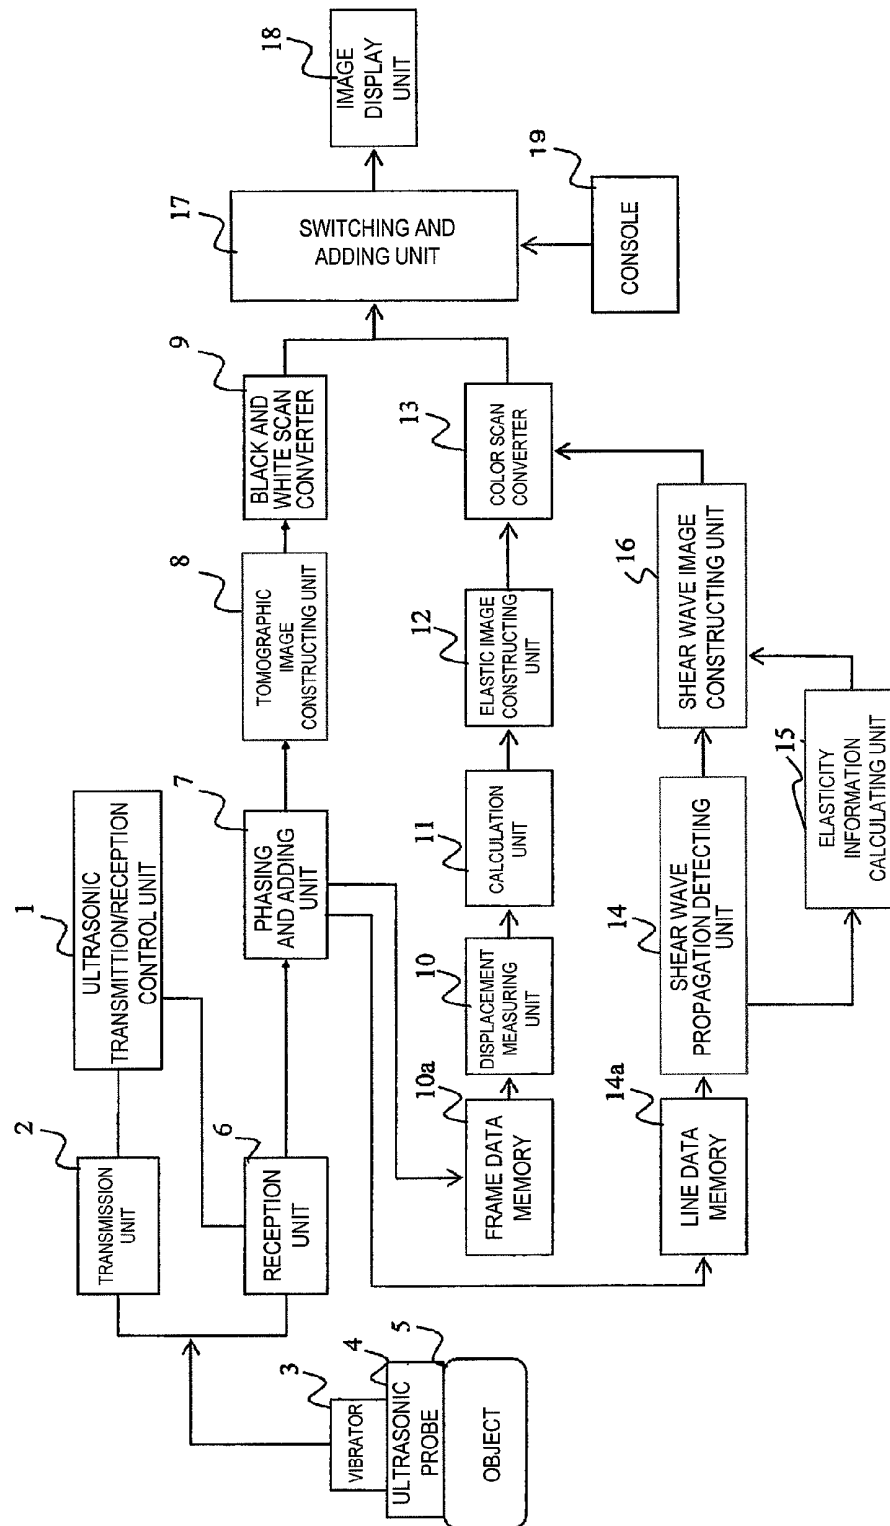 1
ULTRASONIC
TRANSMITTION/RECEPTION
CONTROL UNIT
2
TRANSMISSION
UNIT
3
VIBRATOR
4
ULTRASONIC
PROBE
5
OBJECT
6
RECEPTION
UNIT
7
PHASING
AND ADDING
UNIT
8
TOMOGRAPHIC
IMAGE
CONSTRUCTING UNIT
9
BLACK AND
WHITE SCAN
CONVERTER
10a
FRAME DATA
MEMORY
10
DISPLACEMENT
MEASURING
UNIT
11
CALCULATION
UNIT
12
ELASTIC IMAGE
CONSTRUCTING
UNIT
13
COLOR SCAN
CONVERTER
14a
LINE DATA
MEMORY
14
SHEAR WAVE
PROPAGATION DETECTING
UNIT
15
ELASTICITY
INFORMATION
CALCULATING UNIT
16
SHEAR WAVE IMAGE
CONSTRUCTING UNIT
17
SWITCHING AND
ADDING UNIT
18
IMAGE
DISPLAY
UNIT
19
CONSOLE